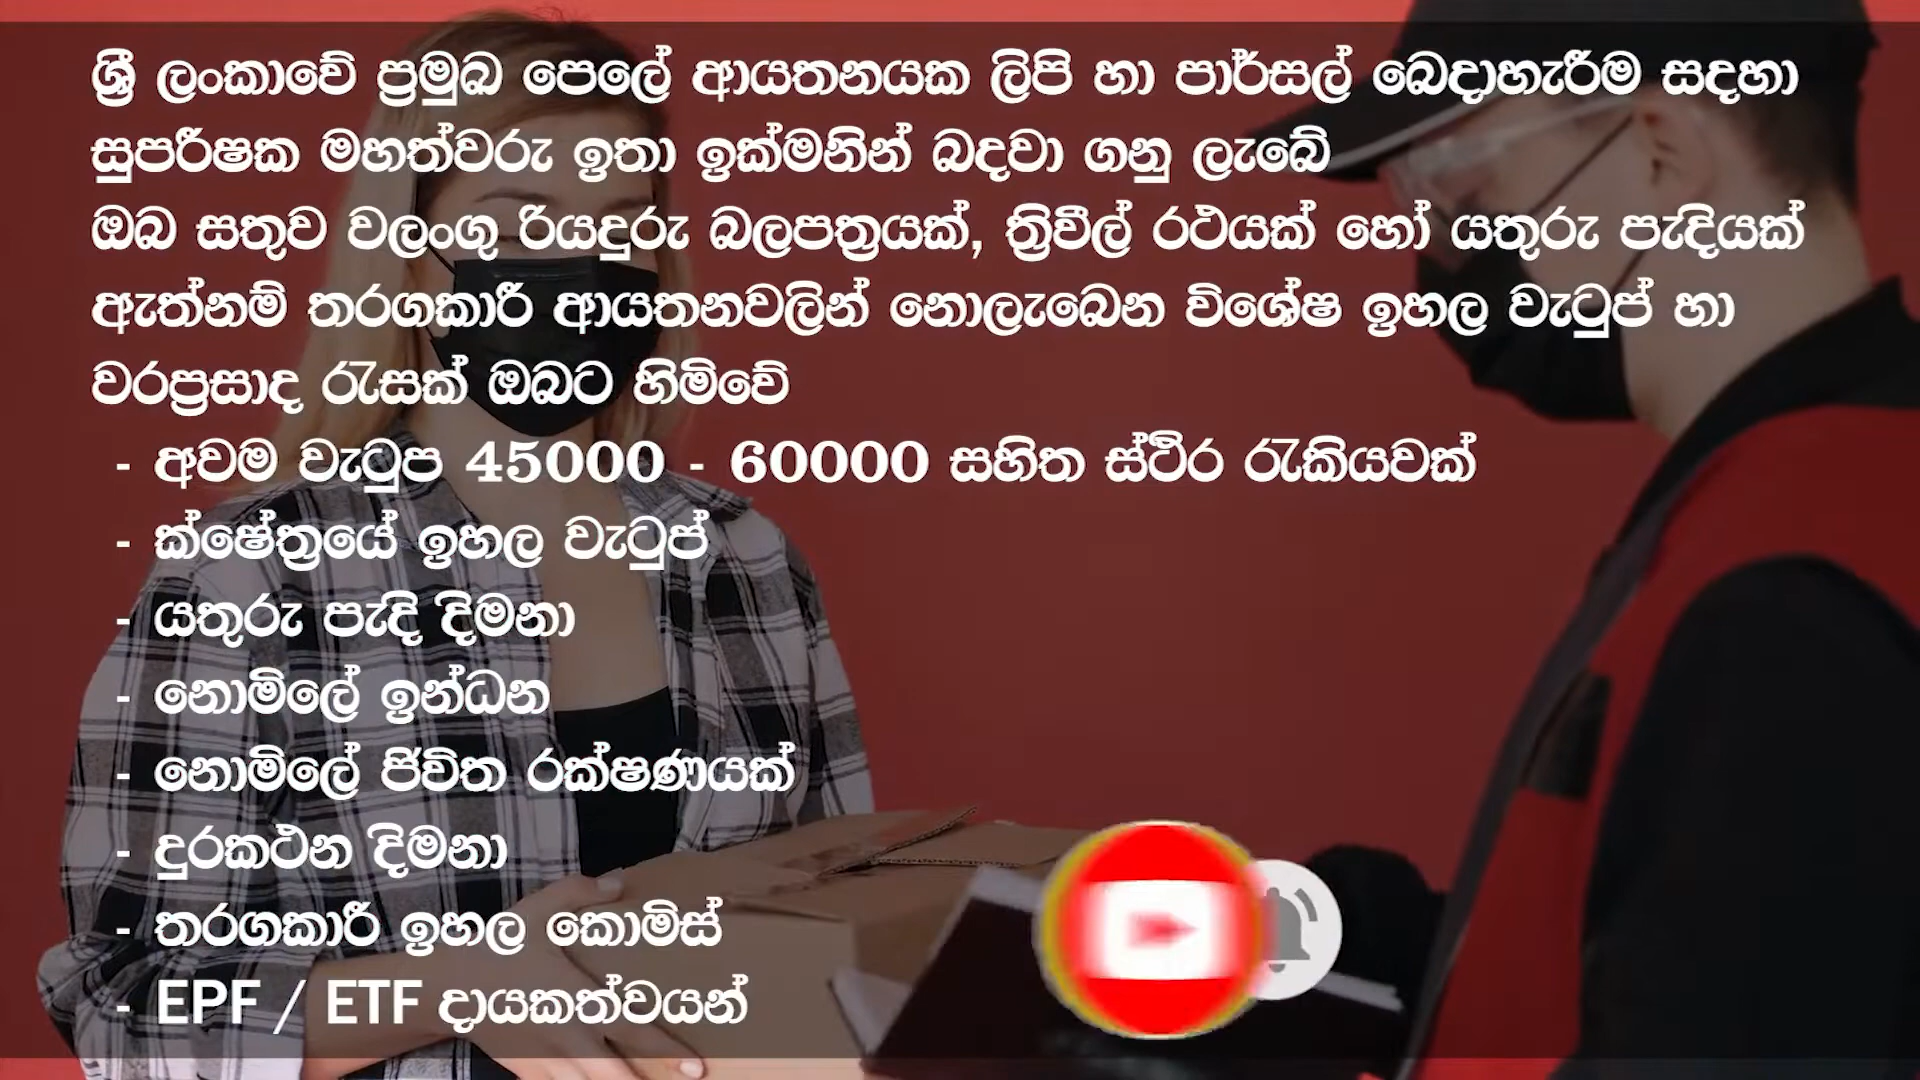 ශ්‍රී ලංකාවේ ප්‍රමුඛ පෙලේ ආයතනයක ලිපි හා පාර්සල් බෙදාහැරීම සදහා
සුපරීෂක මහත්වරු ඉතා ඉක්මනින් බදවා ගනු ලැබේ
ඔබ සතුව වලංගු රියදුරු බලපත්‍රයක්, ත්‍රිවීල් රථයක් හෝ යතුරු පැදියක්
ඇත්නම් තරගකාරී ආයතනවලින් නොලැබෙන විශේෂ ඉහල වැටුප් හා
වරප්‍රසාද රැසක් ඔබට හිමිවේ
- අවම වැටුප 45000 - 60000 සහිත ස්ථිර රැකියවක්
- ක්ෂේත්‍රයේ ඉහල වැටුප්
- යතුරු පැදි දිමනා
- නොමිලේ ඉන්ධන
- නොමිලේ ජිවිත රක්ෂණයක්
- දුරකථන දිමනා
- තරගකාරී ඉහල කොමිස්
- EPF / ETF දායකත්වයන්